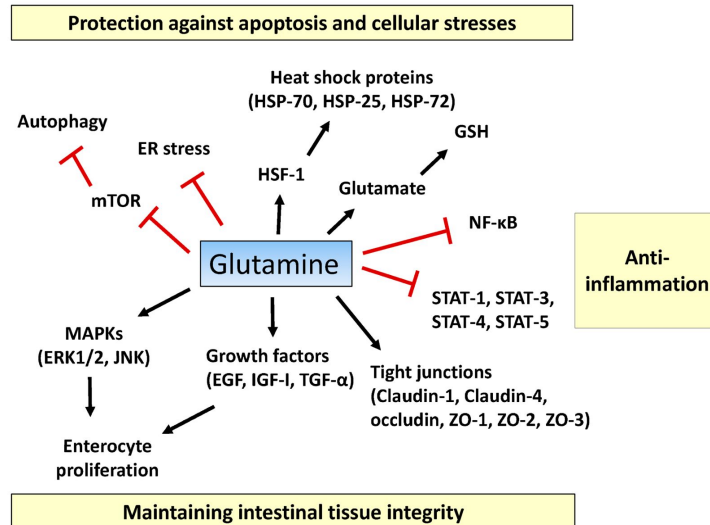 Protection against apoptosis and cellular stresses
Heat shock proteins
(HSP-70, HSP-25, HSP-72)
Autophagy
ER stress
GSH
HSF-1
Glutamate
mTOR
NF-κB
Glutamine
Anti-
inflammation
STAT-1, STAT-3,
STAT-4, STAT-5
MAPKs
(ERK1/2, JNK)
Growth factors
(EGF, IGF-I, TGF-α)
Tight junctions
(Claudin-1, Claudin-4,
occludin, ZO-1, ZO-2, ZO-3)
Enterocyte
proliferation
Maintaining intestinal tissue integrity